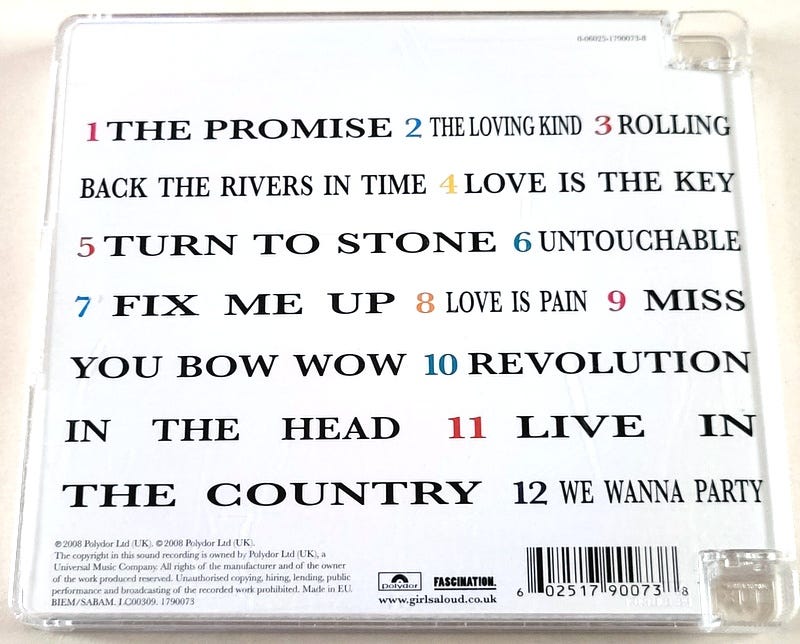 0-06025-1790073-8
1 THE PROMISE 2 THE LOVING KIND 3 ROLLING
BACK THE RIVERS IN TIME 4 LOVE IS THE KEY
5 TURN TO STONE 6 UNTOUCHABLE
7 FIX ME UP 8 LOVE IS PAIN 9 MISS
YOU BOW WOW 10 REVOLUTION
IN THE HEAD 11 LIVE IN
THE COUNTRY 12 WE WANNA PARTY
℗ 2008 Polydor Ltd (UK). © 2008 Polydor Ltd (UK).
The copyright in this sound recording is owned by Polydor Ltd (UK), a
Universal Music Company. All rights of the manufacturer and of the owner
of the work produced reserved. Unauthorised copying, hiring, lending, public
performance and broadcasting of the recorded work prohibited. Made in EU.
BIEM/SABAM. LC00309. 1790073
Polydor
FASCINATION.
www.girlsaloud.co.uk
6 02517 90073 8